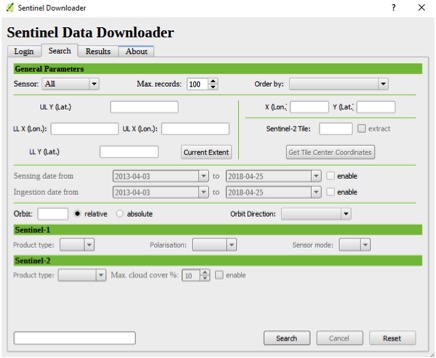 Sentinel Downloader
Sentinel Data Downloader
Login Search Results About
General Parameters
Sensor: All Max. records: 100 Order by:
UL Y (Lat.) X (Lon. Y (Lat.
LL X (Lon.): UL X (Lon.): Sentinel-2 Tile: extract
LL Y (Lat.) Current Extent Get Tile Center Coordinates
Sensing date from 2013-04-03 to 2018-04-25 enable
Ingestion date from 2013-04-03 to 2018-04-25 enable
Orbit: relative absolute Orbit Direction:
Sentinel-1
Product type: Polarisation: Sensor mode:
Sentinel-2
Product type: Max. cloud cover %: 10 enable
Search Cancel Reset